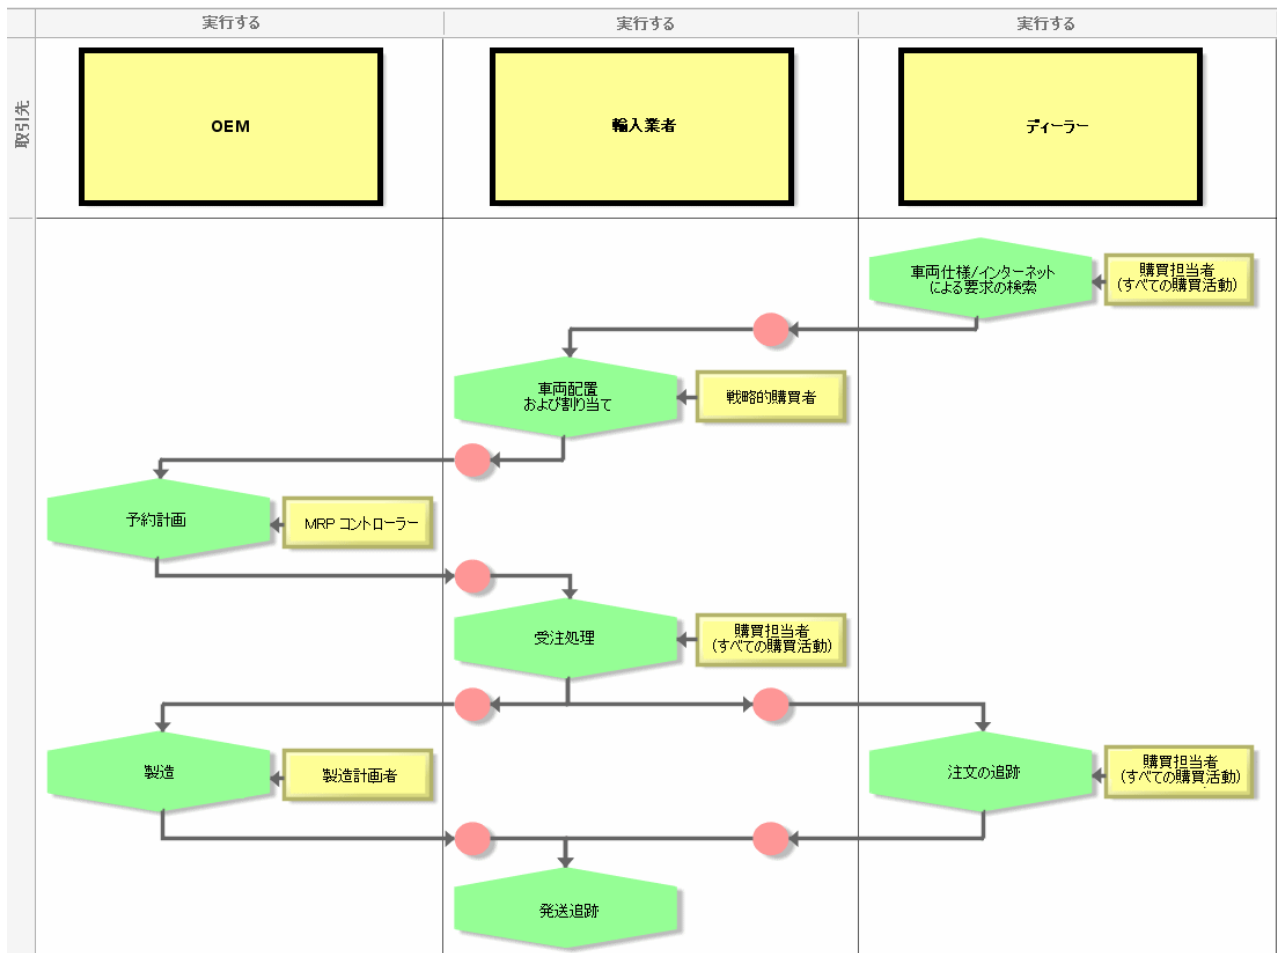 実行する
実行する
実行する
取引先
OEM
輸入業者
ディーラー
車両仕様/インターネット
による要求の検索
購買担当者
(すべての購買活動)
車両配置
および割り当て
戦略的購買者
予約計画
MRP コントローラー
受注処理
購買担当者
(すべての購買活動)
製造
製造計画者
注文の追跡
購買担当者
(すべての購買活動)
発送追跡